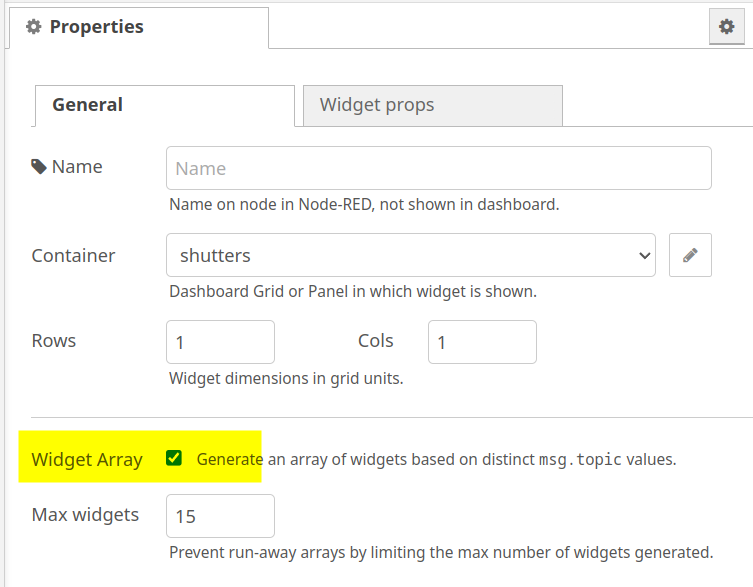 Properties
General
Widget props
Name
Name
Name on node in Node-RED, not shown in dashboard.
Container
shutters
Dashboard Grid or Panel in which widget is shown.
Rows
1
Cols
1
Widget dimensions in grid units.
Widget Array
Generate an array of widgets based on distinct msg.topic values.
Max widgets
15
Prevent run-away arrays by limiting the max number of widgets generated.